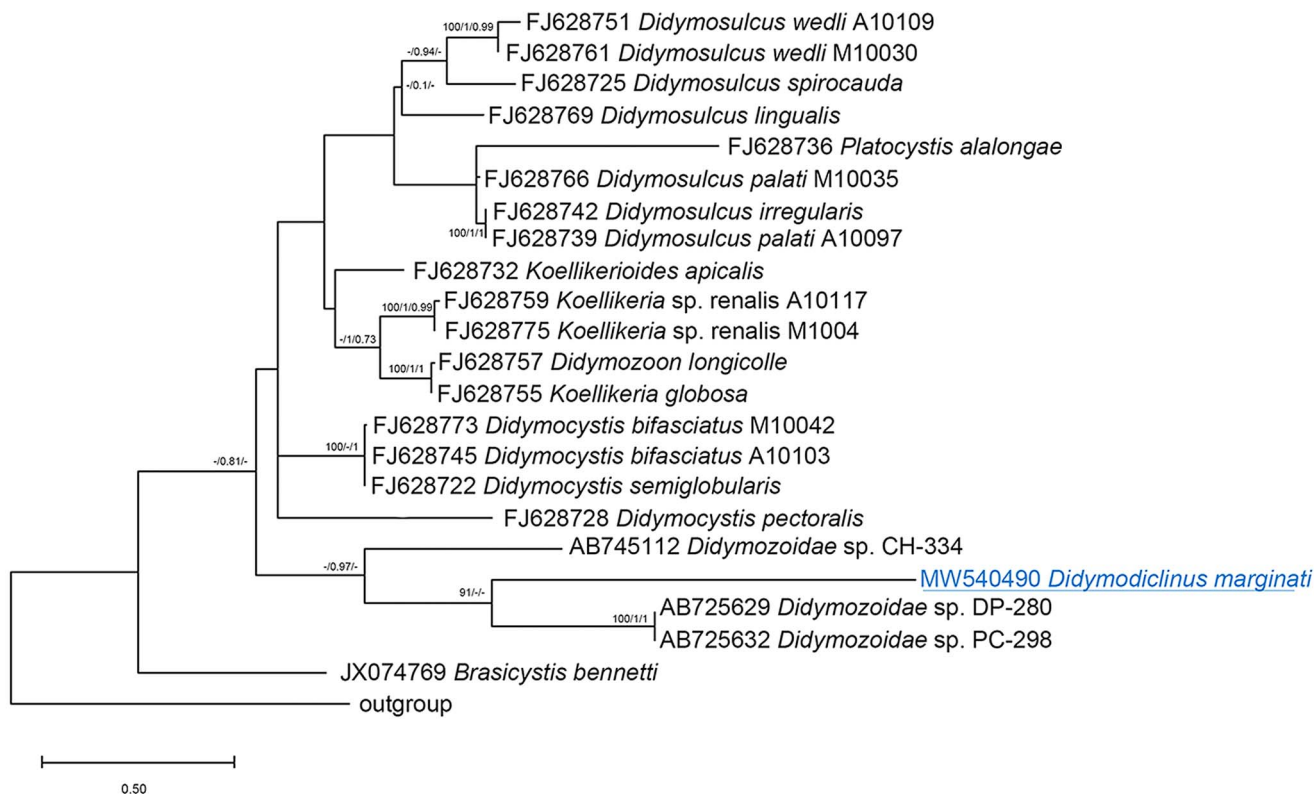 100/1/0.99
FJ628751 Didymosulcus wedli A10109
-/0.94/-
FJ628761 Didymosulcus wedli M10030
-/0.1/-
FJ628725 Didymosulcus spirocauda
FJ628769 Didymosulcus lingualis
FJ628736 Platocystis alalongae
FJ628766 Didymosulcus palati M10035
FJ628742 Didymosulcus irregularis
100/1/1
FJ628739 Didymosulcus palati A10097
FJ628732 Koellikerioides apicalis
100/1/0.99
FJ628759 Koellikeria sp. renalis A10117
-/1/0.73
FJ628775 Koellikeria sp. renalis M1004
FJ628757 Didymozoon longicolle
100/1/1
FJ628755 Koellikeria globosa
FJ628773 Didymocystis bifasciatus M10042
100/-/1
FJ628745 Didymocystis bifasciatus A10103
-/0.81/-
FJ628722 Didymocystis semiglobularis
FJ628728 Didymocystis pectoralis
AB745112 Didymozoidae sp. CH-334
-/0.97/-
MW540490 Didymodiclinus marginati
91/-/-
AB725629 Didymozoidae sp. DP-280
100/1/1
AB725632 Didymozoidae sp. PC-298
JX074769 Brasicystis bennetti
outgroup
0.50